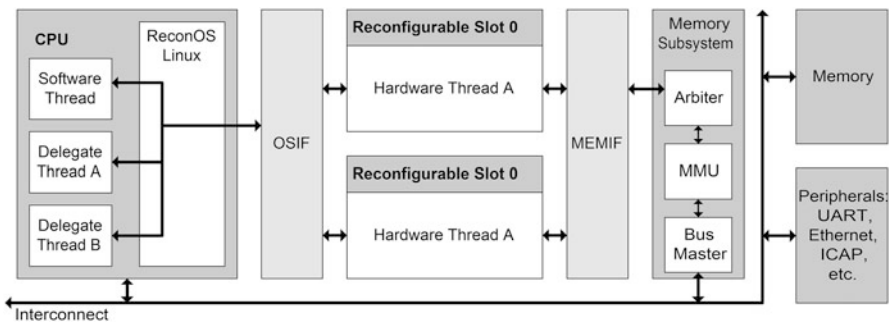 CPU
ReconOS
Linux
Software
Thread
Delegate
Thread A
Delegate
Thread B
OSIF
Reconfigurable Slot 0
Hardware Thread A
Reconfigurable Slot 0
Hardware Thread A
MEMIF
Memory
Subsystem
Arbiter
MMU
Bus
Master
Memory
Peripherals:
UART,
Ethernet,
ICAP,
etc.
Interconnect